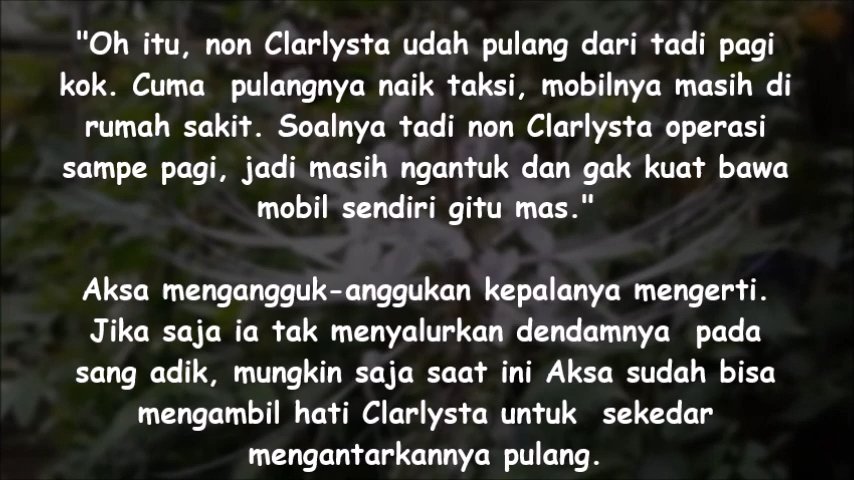 "Oh itu, non Clarlysta udah pulang dari tadi pagi
kok. Cuma  pulangnya naik taksi, mobilnya masih di
rumah sakit. Soalnya tadi non Clarlysta operasi
sampe pagi, jadi masih ngantuk dan gak kuat bawa
mobil sendiri gitu mas."
Aksa mengangguk-anggukan kepalanya mengerti.
Jika saja ia tak menyalurkan dendamnya  pada
sang adik, mungkin saja saat ini Aksa sudah bisa
mengambil hati Clarlysta untuk  sekedar
mengantarkannya pulang.